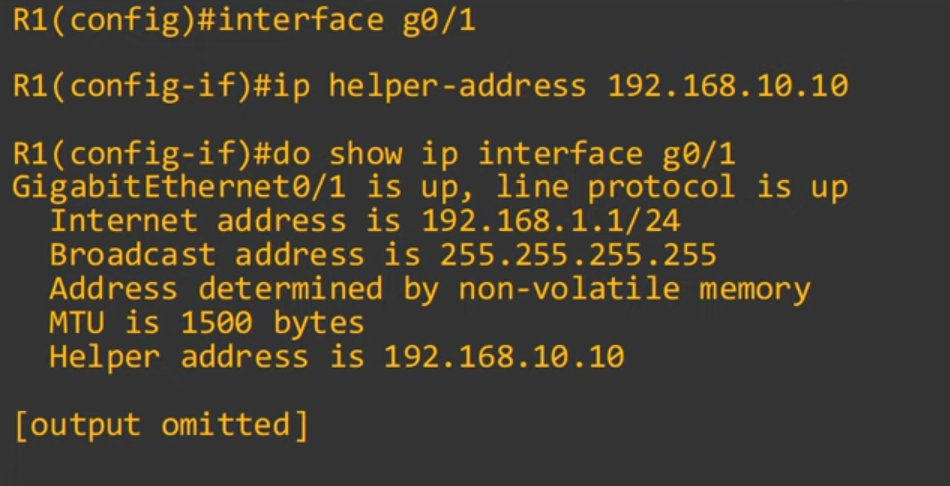 R1(config)#interface g0/1
R1(config-if)#ip helper-address 192.168.10.10
R1(config-if)#do show ip interface g0/1
GigabitEthernet0/1 is up, line protocol is up
Internet address is 192.168.1.1/24
Broadcast address is 255.255.255.255
Address determined by non-volatile memory
MTU is 1500 bytes
Helper address is 192.168.10.10
[output omitted]